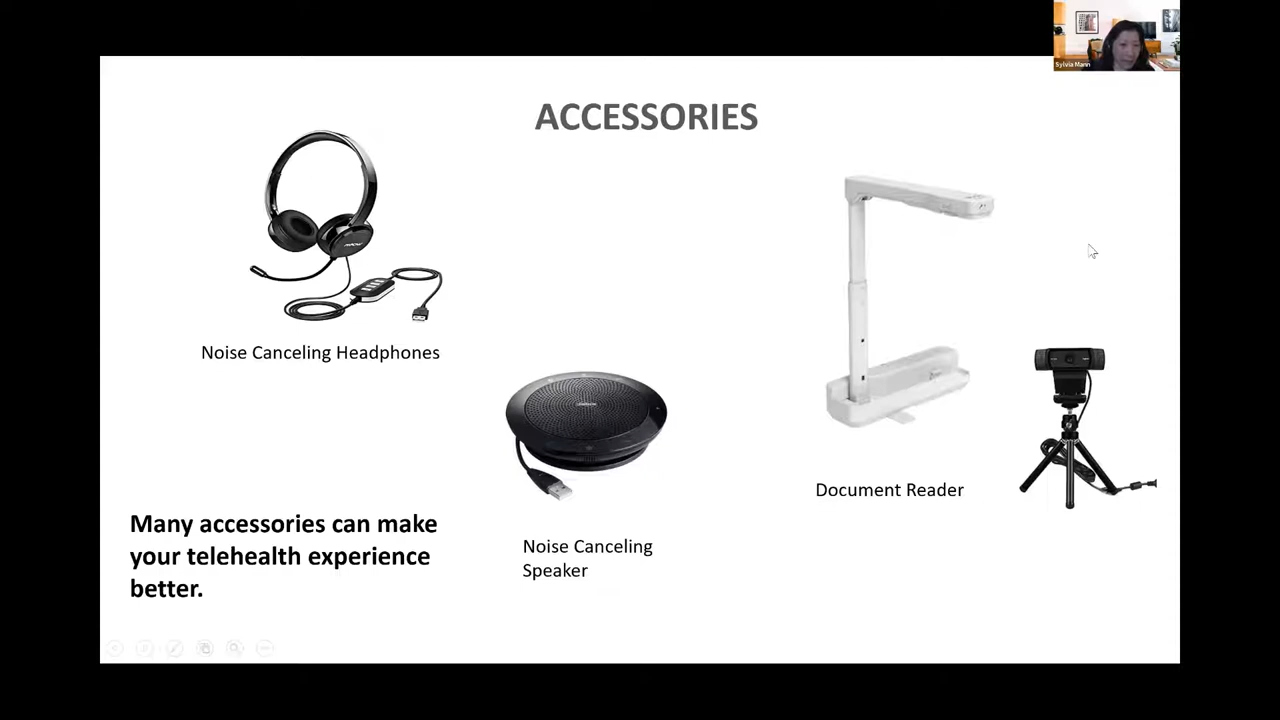 Sylvia Mann
ACCESSORIES
Noise Canceling Headphones
Document Reader
Noise Canceling
Speaker
Many accessories can make
your telehealth experience
better.